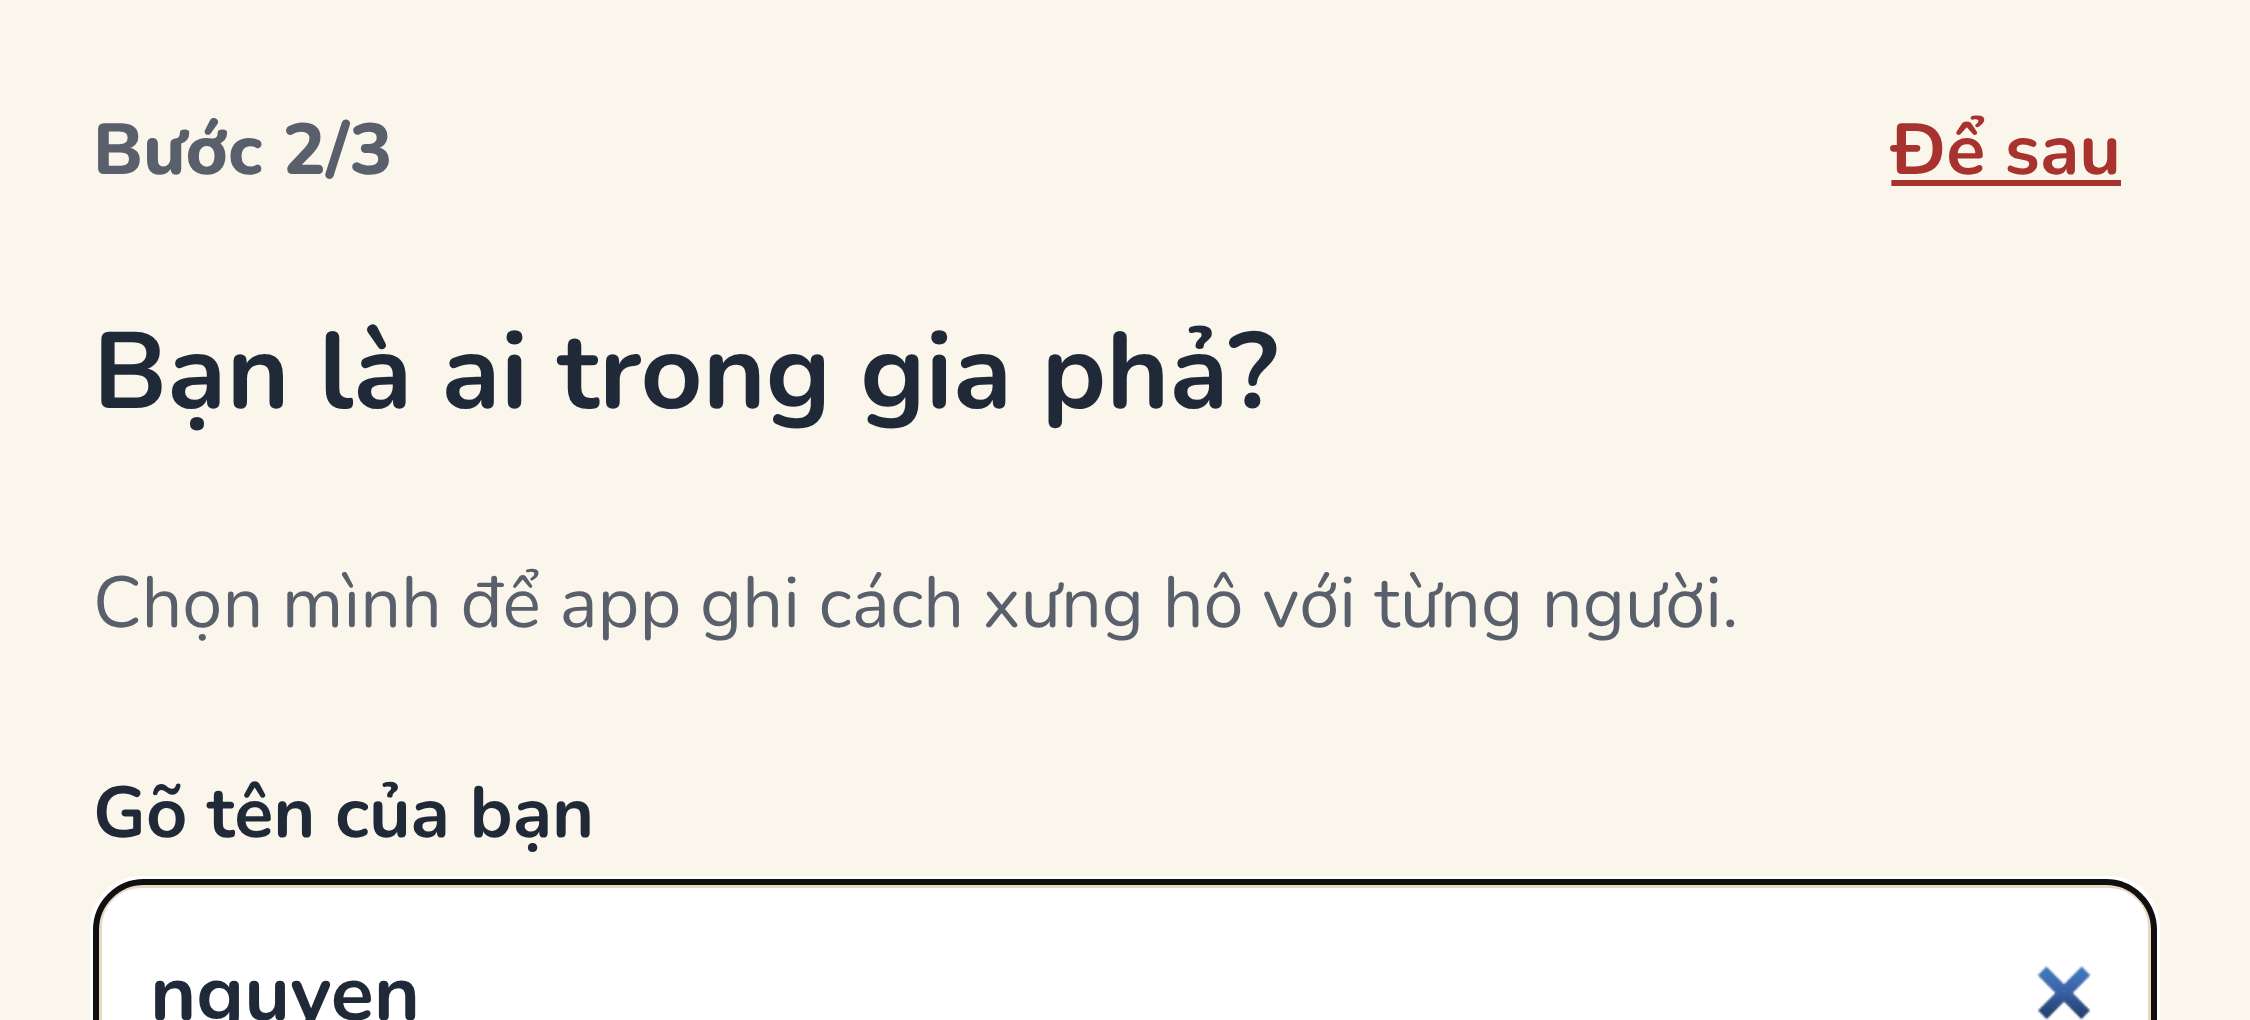 Bước 2/3
Để sau
Bạn là ai trong gia phả?
Chọn mình để app ghi cách xưng hô với từng người.
Gõ tên của bạn
nguyen